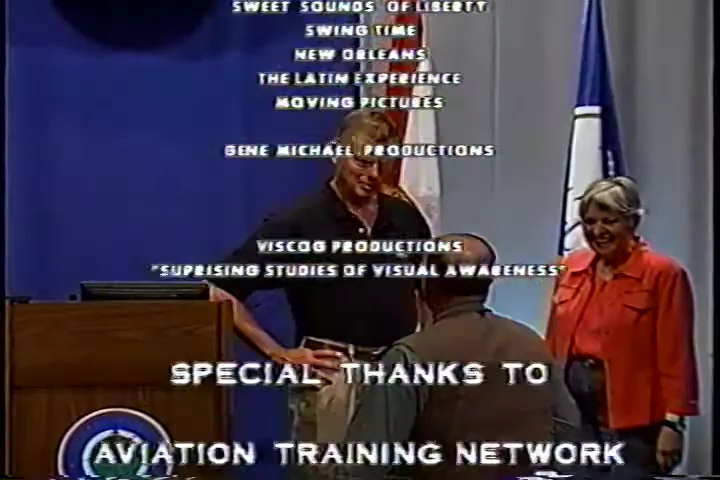 SWEET SOUNDS OF LIBERTY
SWING TIME
NEW ORLEANS
THE LATIN EXPERIENCE
MOVING PICTURES
GENE MICHAEL PRODUCTIONS
VISCOG PRODUCTIONS
"SUPRISING STUDIES OF VISUAL AWARENESS"
SPECIAL THANKS TO
AVIATION TRAINING NETWORK